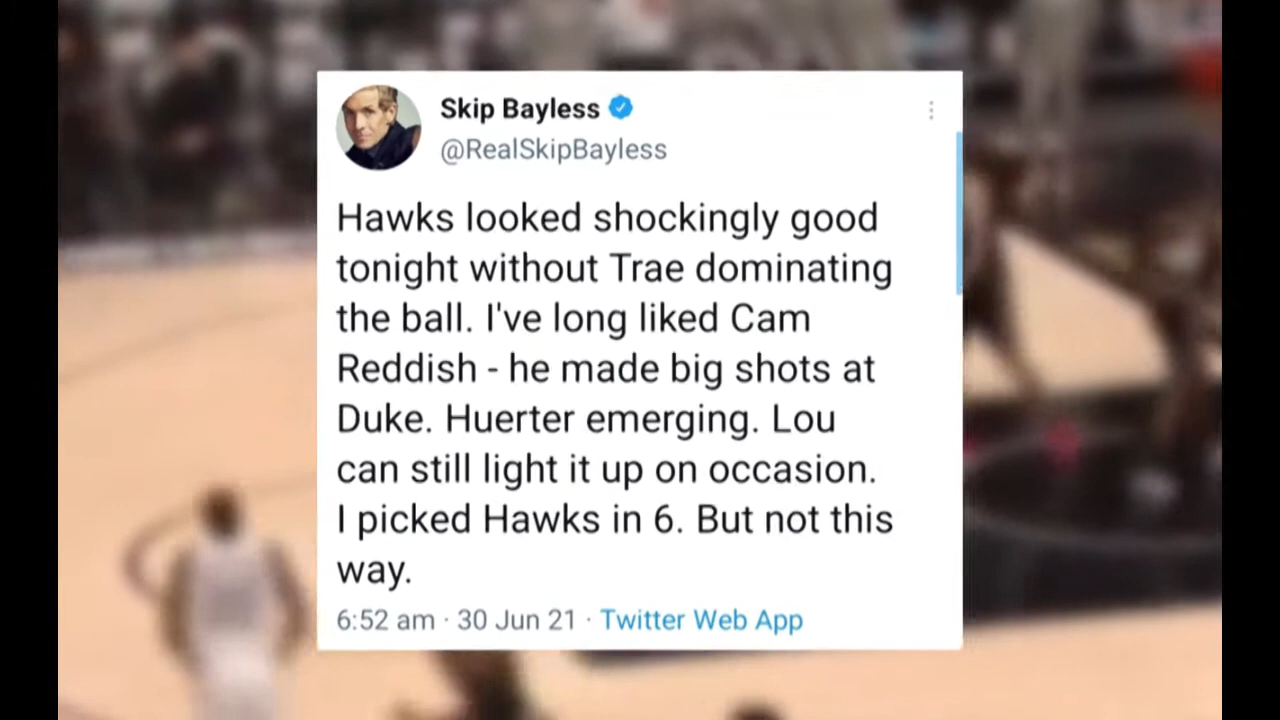 Skip Bayless
@RealSkipBayless
Hawks looked shockingly good
tonight without Trae dominating
the ball. I've long liked Cam
Reddish - he made big shots at
Duke. Huerter emerging. Lou
can still light it up on occasion.
I picked Hawks in 6. But not this
way.
6:52 am · 30 Jun 21 · Twitter Web App